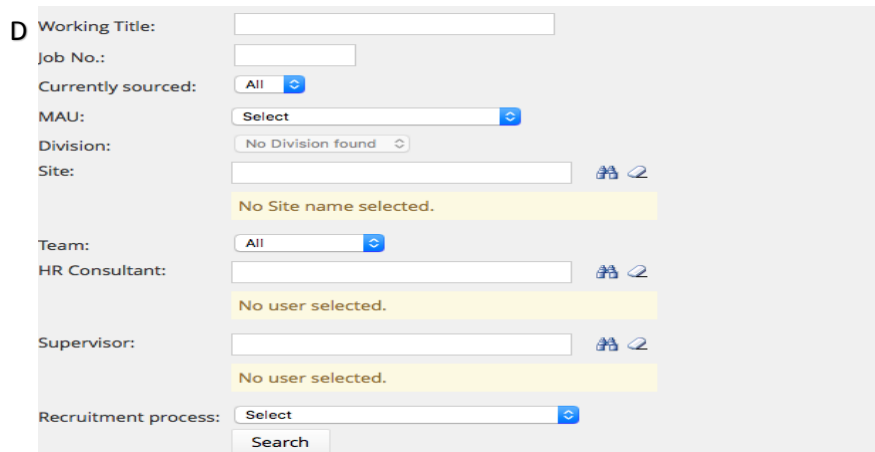 D
Working Title:
Job No.:
Currently sourced: All
MAU: Select
Division: No Division found
Site:
No Site name selected.
Team: All
HR Consultant:
No user selected.
Supervisor:
No user selected.
Recruitment process: Select
Search